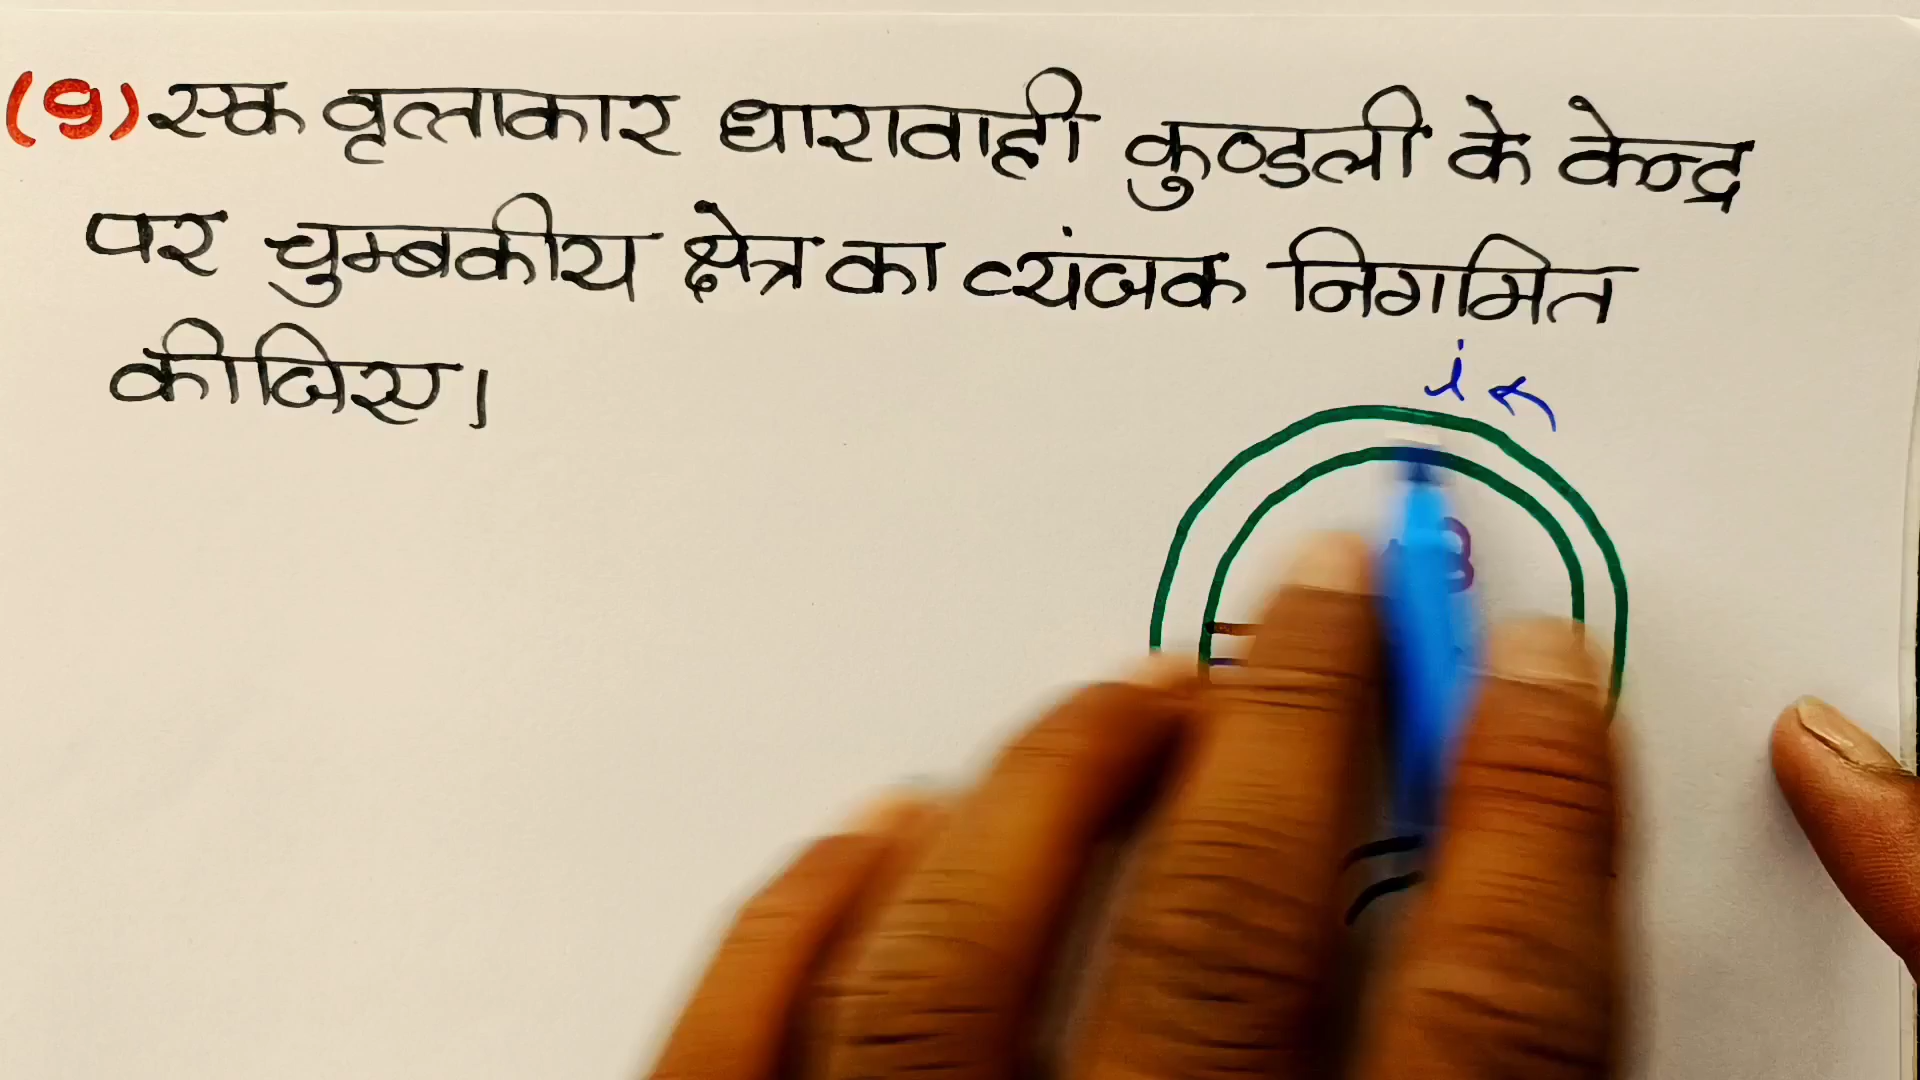 (9) एक वृत्ताकार धारावाही कुण्डली के केन्द्र
पर चुम्बकीय क्षेत्र का व्यंजक निगमित
कीजिए।
i
B